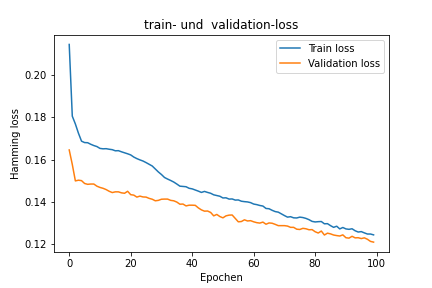 train- und  validation-loss
Train loss
Validation loss
Hamming loss
0.20
0.18
0.16
0.14
0.12
0
20
40
60
80
100
Epochen